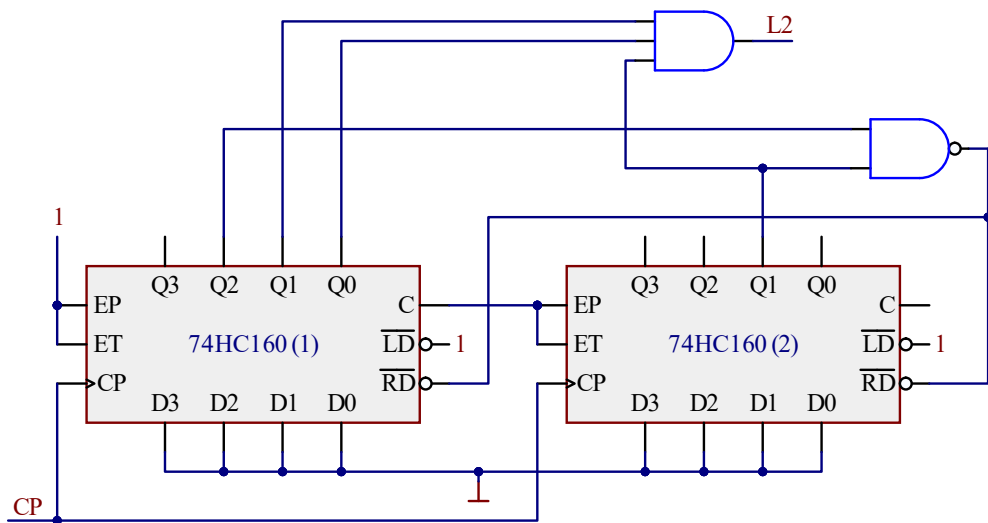 L2
1
Q3 Q2 Q1 Q0
Q3 Q2 Q1 Q0
EP
C
EP
C
ET
74HC160 (1)
LD
1
ET
74HC160 (2)
LD
1
CP
RD
CP
RD
D3 D2 D1 D0
D3 D2 D1 D0
CP